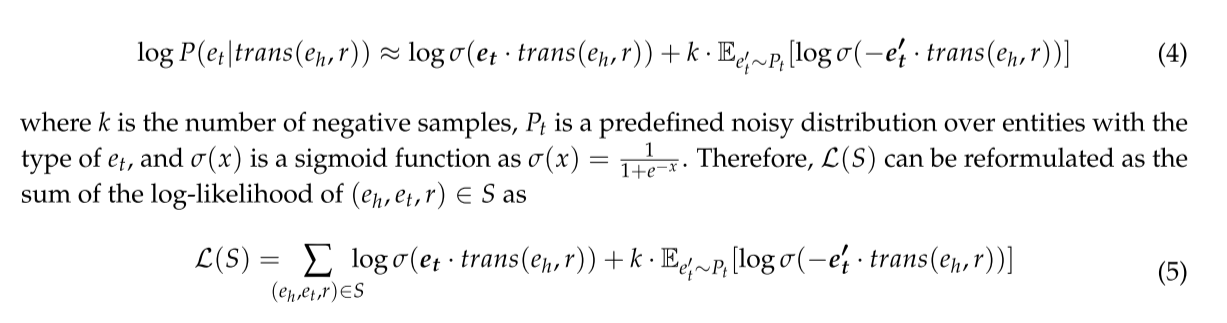 log P(e_t|trans(e_h, r)) ≈ log σ(e_t · trans(e_h, r)) + k · 𝔼_{e′_t∼P_t}[log σ(−e′_t · trans(e_h, r))] (4)
where k is the number of negative samples, P_t is a predefined noisy distribution over entities with the
type of e_t, and σ(x) is a sigmoid function as σ(x) = \frac{1}{1+e^{−x}}. Therefore, ℒ(S) can be reformulated as the
sum of the log-likelihood of (e_h, e_t, r) ∈ S as
ℒ(S) = ∑_{(e_h,e_t,r)∈S} log σ(e_t · trans(e_h, r)) + k · 𝔼_{e′_t∼P_t}[log σ(−e′_t · trans(e_h, r))] (5)